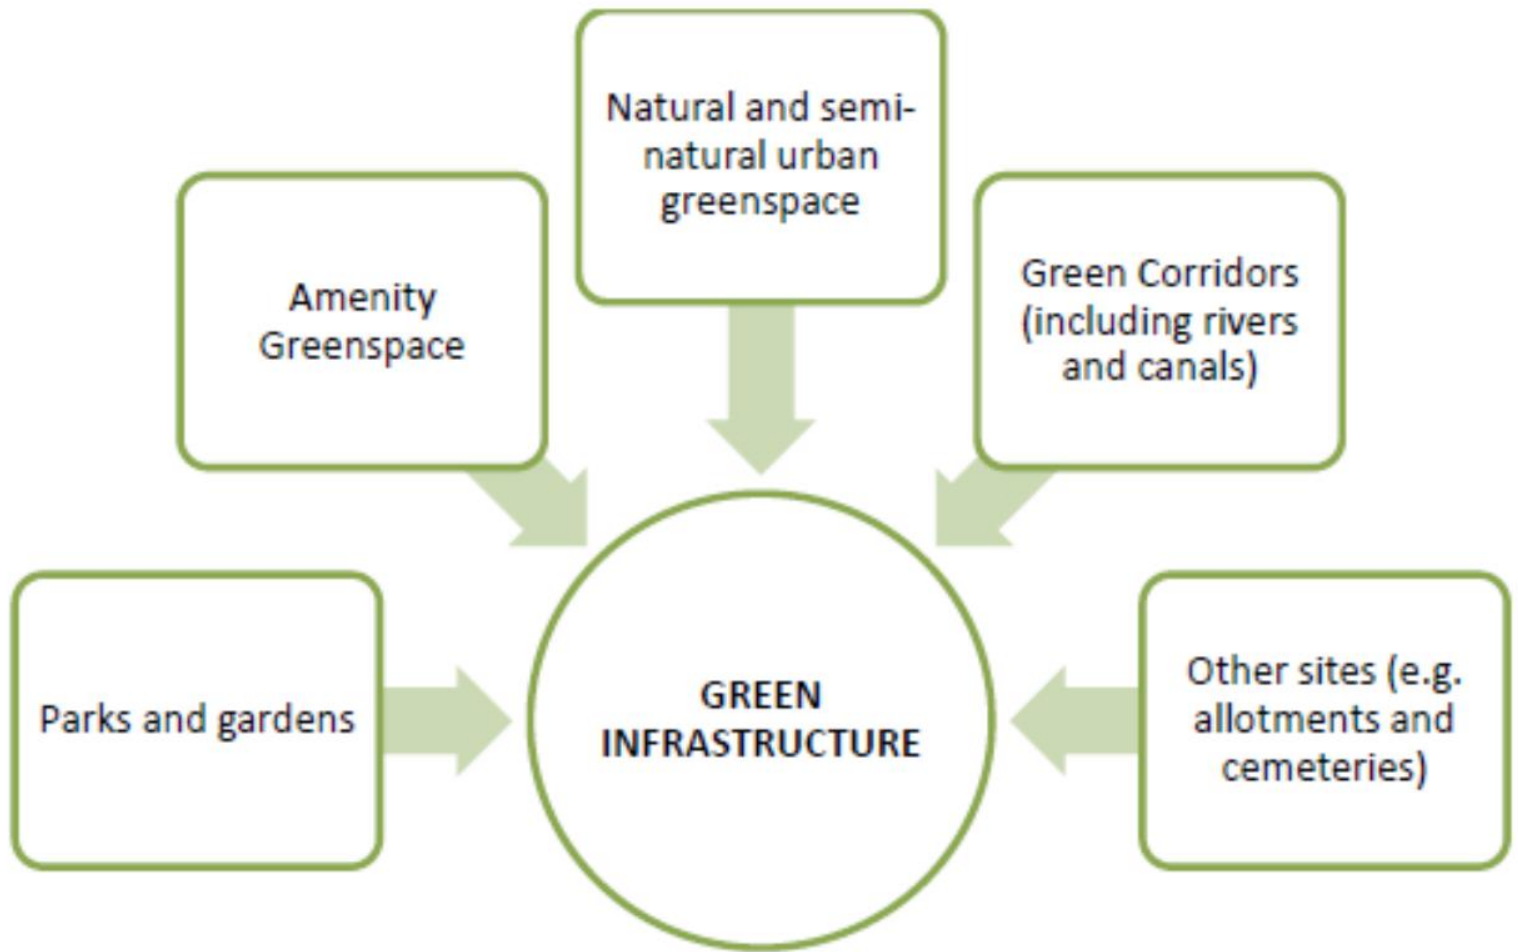 Natural and semi-
natural urban
greenspace
Amenity
Greenspace
Green Corridors
(including rivers
and canals)
Parks and gardens
GREEN
INFRASTRUCTURE
Other sites (e.g.
allotments and
cemeteries)